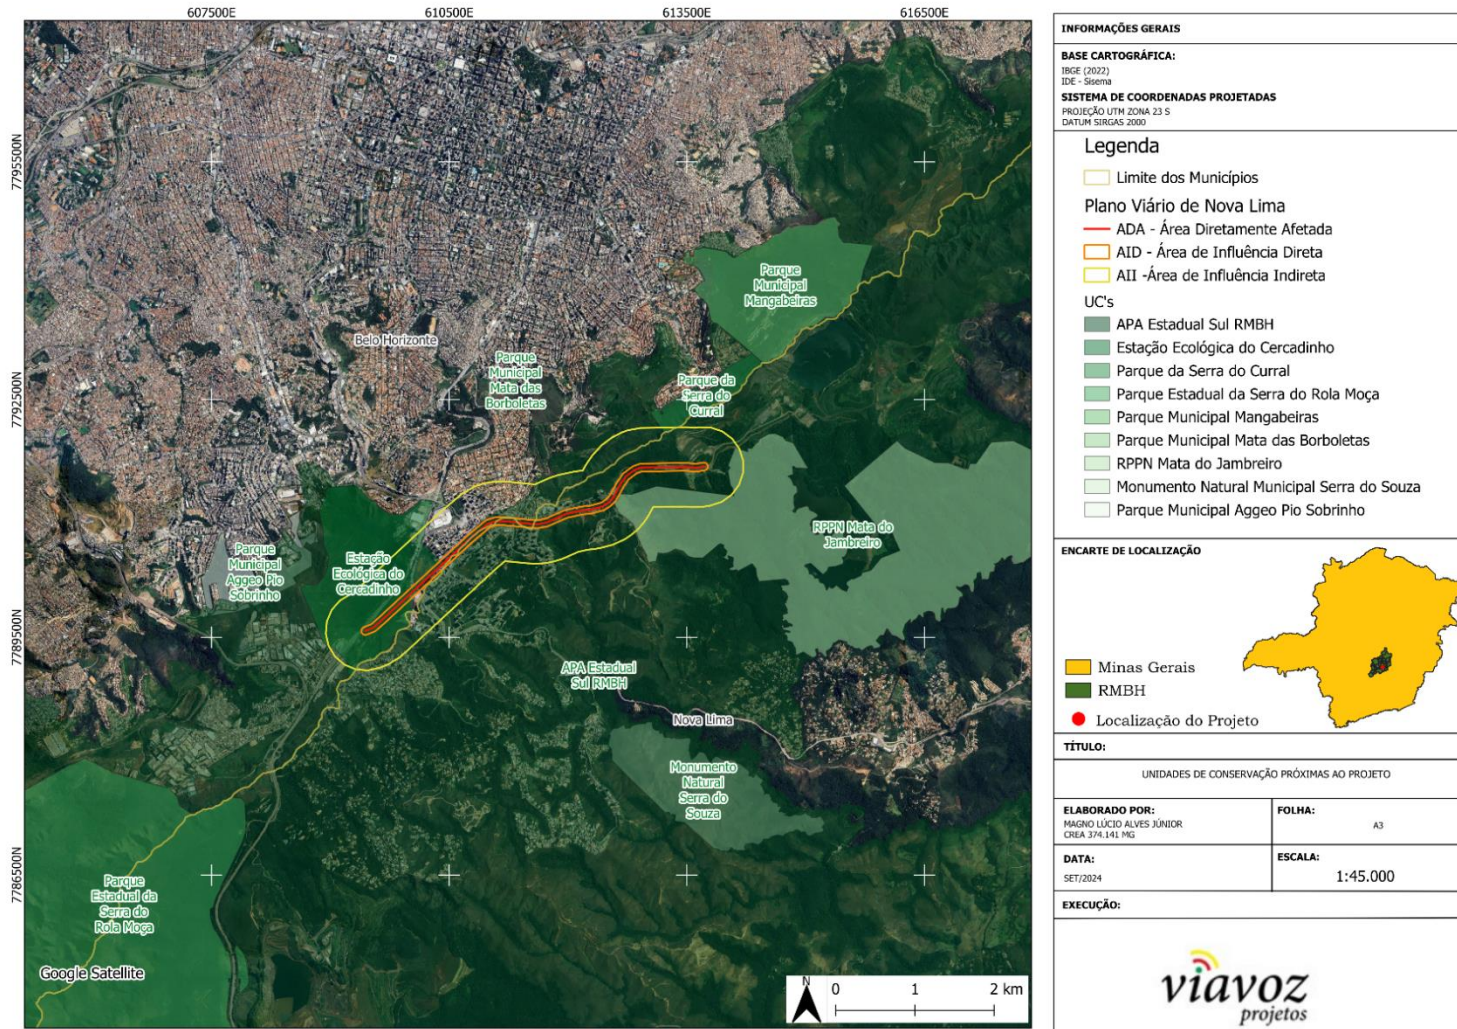 607500E
610500E
613500E
616500E
7795500N
7792500N
7789500N
7786500N
Parque
Municipal
Mangabeiras
Belo Horizonte
Parque
Municipal
Mata das
Borboletas
Parque da
Serra do
Curral
RPPN Mata do
Jambreiro
Parque
Municipal
Aggeo Pio
Sobrinho
Estação
Ecológica do
Cercadinho
APA Estadual
Sul RMBH
Nova Lima
Monumento
Natural
Serra do
Souza
Parque
Estadual da
Serra do
Rola Moça
Google Satellite
N
0 1 2 km
INFORMAÇÕES GERAIS
BASE CARTOGRÁFICA:
IBGE (2022)
IDE - Sisema
SISTEMA DE COORDENADAS PROJETADAS
PROJEÇÃO UTM ZONA 23 S
DATUM SIRGAS 2000
Legenda
Limite dos Municípios
Plano Viário de Nova Lima
ADA - Área Diretamente Afetada
AID - Área de Influência Direta
AII -Área de Influência Indireta
UC's
APA Estadual Sul RMBH
Estação Ecológica do Cercadinho
Parque da Serra do Curral
Parque Estadual da Serra do Rola Moça
Parque Municipal Mangabeiras
Parque Municipal Mata das Borboletas
RPPN Mata do Jambreiro
Monumento Natural Municipal Serra do Souza
Parque Municipal Aggeo Pio Sobrinho
ENCARTE DE LOCALIZAÇÃO
Minas Gerais
RMBH
Localização do Projeto
TÍTULO:
UNIDADES DE CONSERVAÇÃO PRÓXIMAS AO PROJETO
ELABORADO POR:
MAGNO LÚCIO ALVES JÚNIOR
CREA 374.141 MG
FOLHA:
A3
DATA:
SET/2024
ESCALA:
1:45.000
EXECUÇÃO:
viavoz
projetos